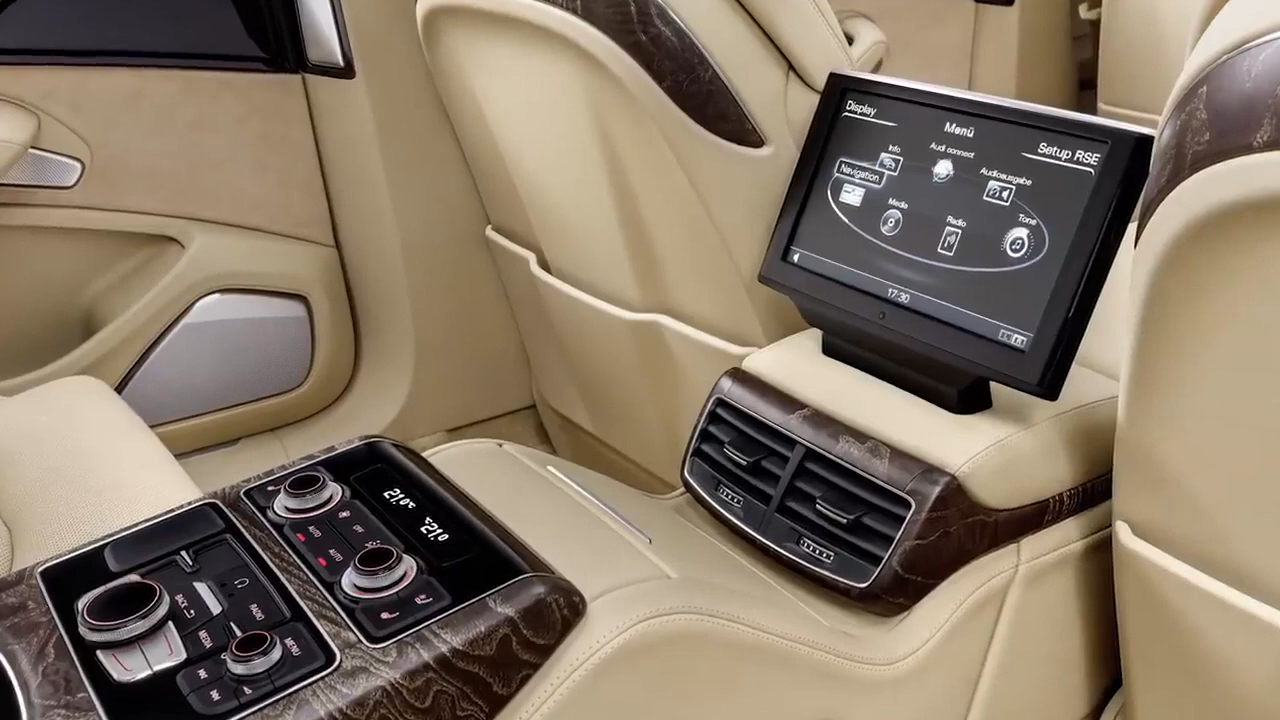 Display
Menü
Setup RSE
Info
Audi connect
Audioausgabe
Navigation
Media
Radio
Tone
17:30
21.0°C
°C21.0
OFF
AUTO
AUTO
BACK
RADIO
MEDIA
MENU